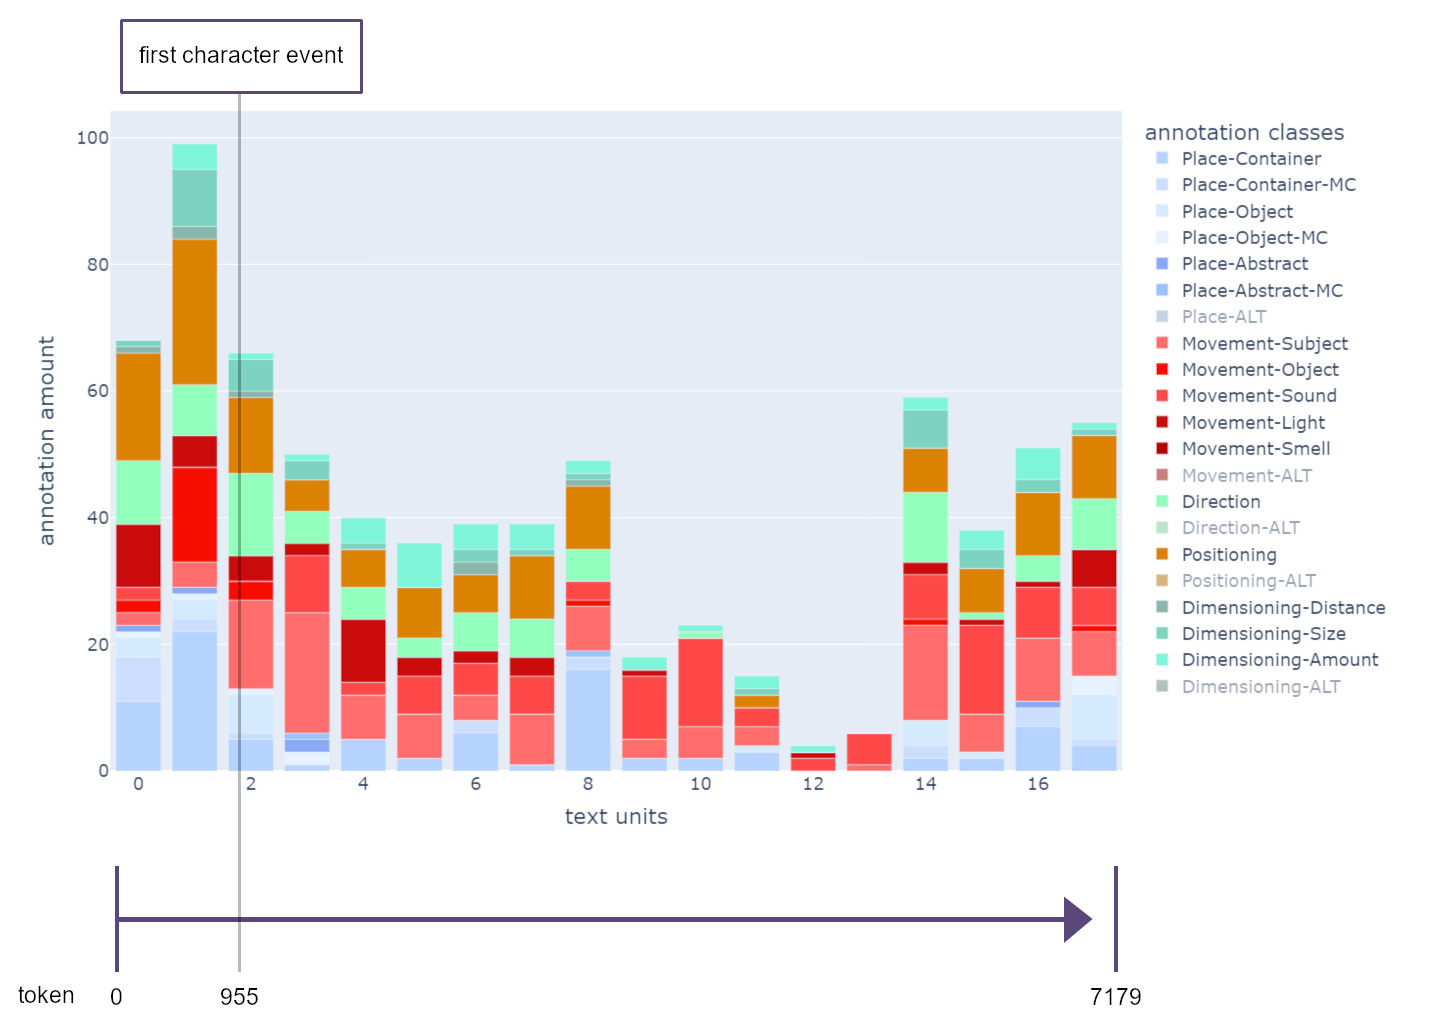 first character event
100
80
60
40
20
0
annotation amount
0 2 4 6 8 10 12 14 16
text units
annotation classes
Place-Container
Place-Container-MC
Place-Object
Place-Object-MC
Place-Abstract
Place-Abstract-MC
Place-ALT
Movement-Subject
Movement-Object
Movement-Sound
Movement-Light
Movement-Smell
Movement-ALT
Direction
Direction-ALT
Positioning
Positioning-ALT
Dimensioning-Distance
Dimensioning-Size
Dimensioning-Amount
Dimensioning-ALT
token 0 955 7179